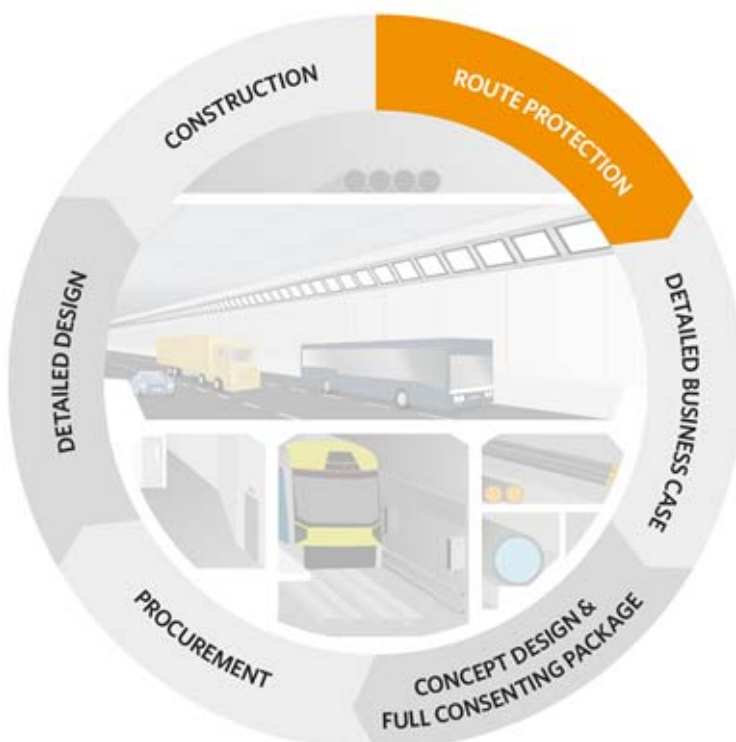 ROUTE PROTECTION
DETAILED BUSINESS CASE
CONCEPT DESIGN &
FULL CONSENTING PACKAGE
PROCUREMENT
DETAILED DESIGN
CONSTRUCTION